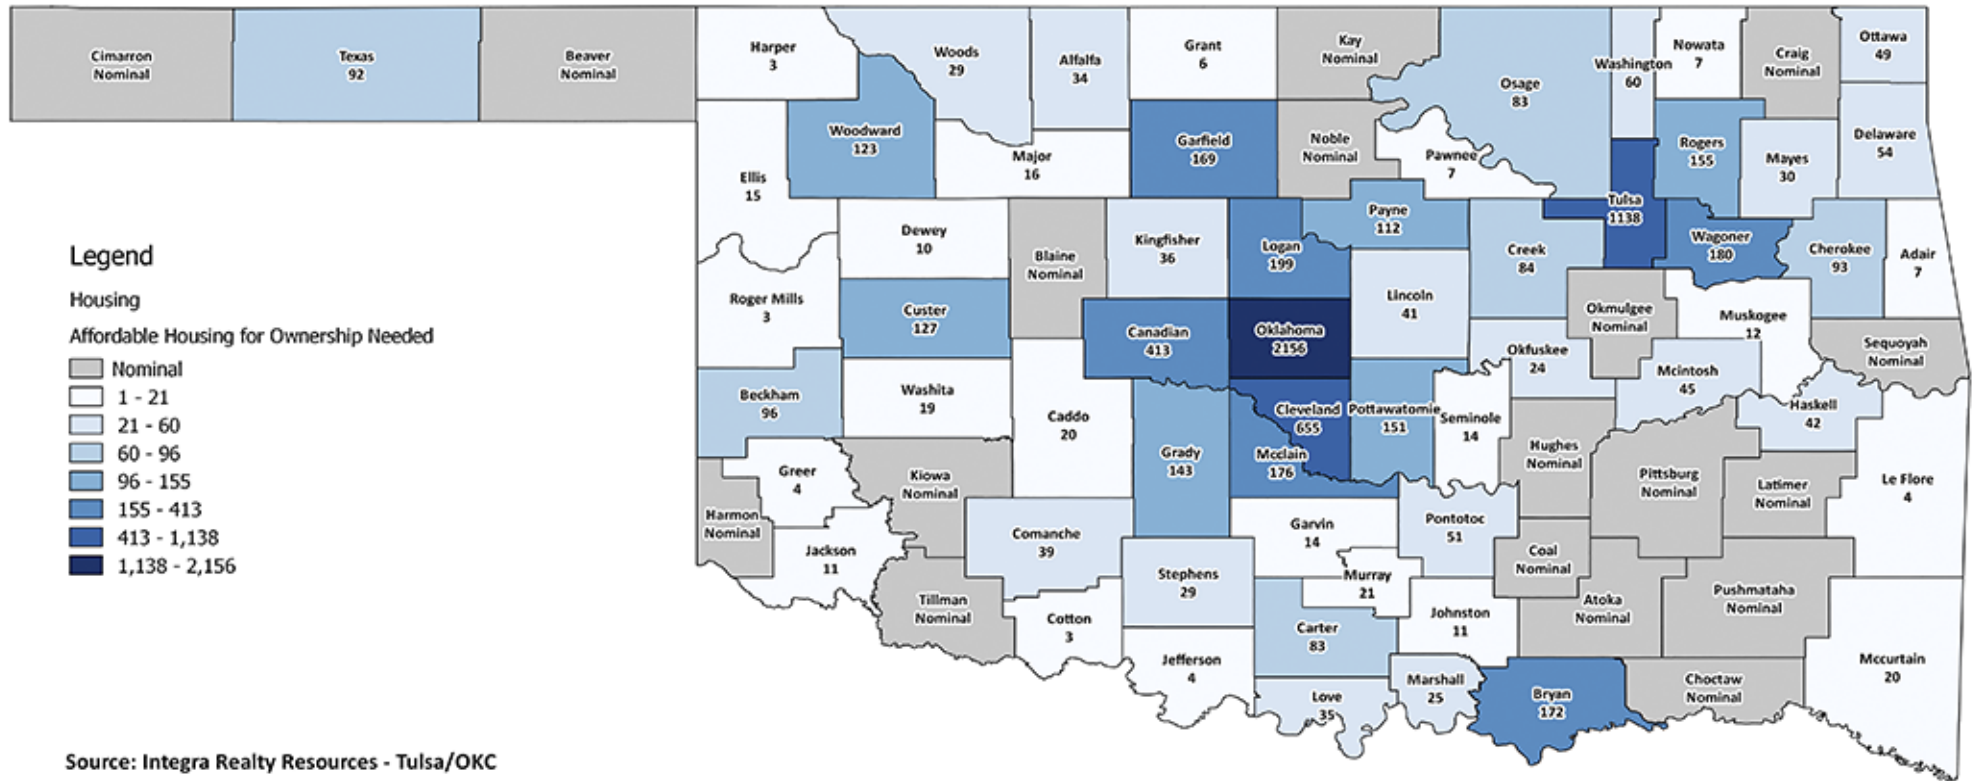 Cimarron
Nominal
Texas
92
Beaver
Nominal
Harper
3
Woods
29
Alfalfa
34
Grant
6
Kay
Nominal
Osage
83
Washington
60
Nowata
7
Craig
Nominal
Ottawa
49
Woodward
123
Ellis
15
Major
16
Garfield
169
Noble
Nominal
Pawnee
7
Rogers
155
Mayes
30
Delaware
54
Dewey
10
Blaine
Nominal
Kingfisher
36
Logan
199
Payne
112
Creek
84
Tulsa
1138
Wagoner
180
Cherokee
93
Adair
7
Roger Mills
3
Custer
127
Canadian
413
Oklahoma
2156
Lincoln
41
Okmulgee
Nominal
Muskogee
12
Sequoyah
Nominal
Beckham
96
Washita
19
Caddo
20
Grady
143
Cleveland
655
Mcclain
176
Pottawatomie
151
Seminole
14
Okfuskee
24
Mcintosh
45
Haskell
42
Hughes
Nominal
Pittsburg
Nominal
Latimer
Nominal
Le Flore
4
Greer
4
Kiowa
Nominal
Harmon
Nominal
Jackson
11
Comanche
39
Tillman
Nominal
Cotton
3
Stephens
29
Garvin
14
Murray
21
Pontotoc
51
Coal
Nominal
Johnston
11
Atoka
Nominal
Pushmataha
Nominal
Jefferson
4
Carter
83
Love
35
Marshall
25
Bryan
172
Choctaw
Nominal
Mccurtain
20
Legend
Housing
Affordable Housing for Ownership Needed
Nominal
1 - 21
21 - 60
60 - 96
96 - 155
155 - 413
413 - 1,138
1,138 - 2,156
Source: Integra Realty Resources - Tulsa/OKC